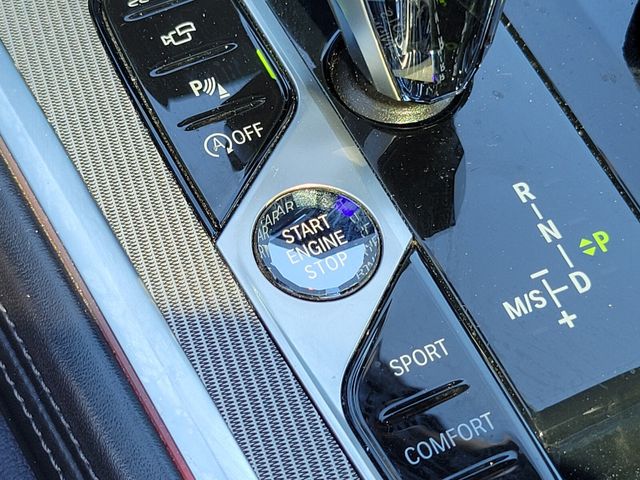 P
A OFF
START
ENGINE
STOP
R
N
P
D
M/S
+
SPORT
COMFORT